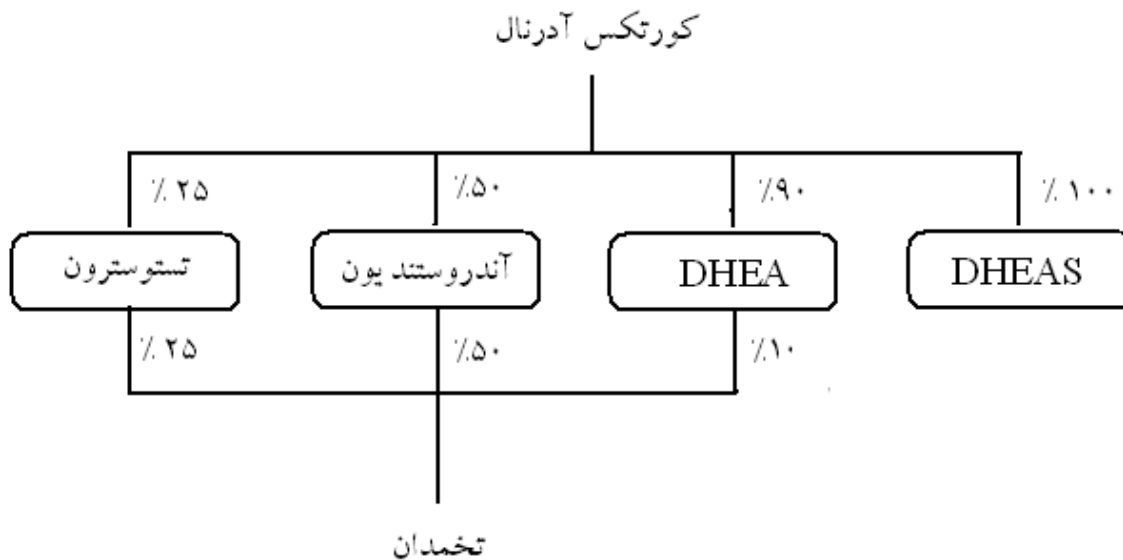 کورتکس آدرنال
٪ ۲۵
٪۵۰
٪۹۰
٪ ۱۰۰
تستوسترون
آندروستندیون
DHEA
DHEAS
٪ ۲۵
٪۵۰
٪۱۰
تخمدان